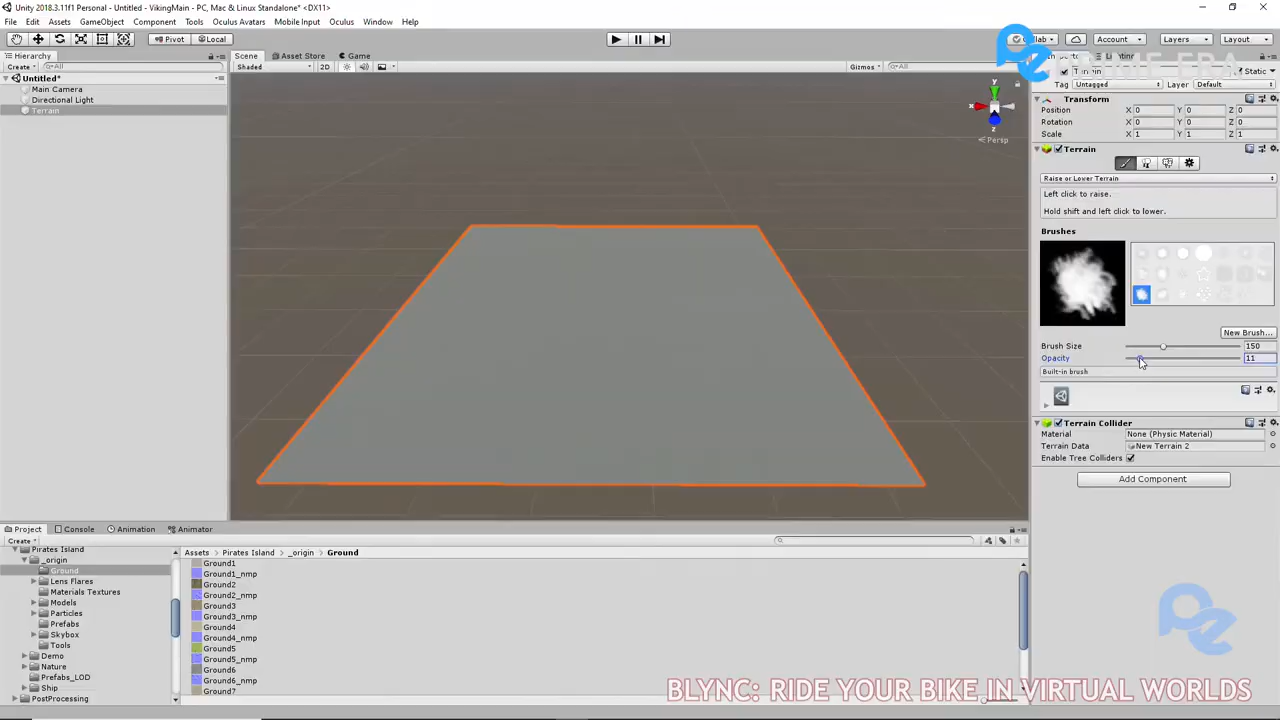 Unity 2018.3.11f1 Personal - Untitled - VikingMain - PC, Mac & Linux Standalone* <DX11>
File Edit Assets GameObject Component Tools Oculus Avatars Mobile Input Oculus Window Help
Pivot Local Collab Account Layers Layout
Hierarchy
Create All
Untitled*
Main Camera
Directional Light
Terrain
Scene Asset Store Game
Shaded 2D Gizmos All
y
x
z
Persp
Lighting
Terrain Static
Tag Untagged Layer Default
Transform
Position X 0 Y 0 Z 0
Rotation X 0 Y 0 Z 0
Scale X 1 Y 1 Z 1
Terrain
Raise or Lower Terrain
Left click to raise.
Hold shift and left click to lower.
Brushes
New Brush...
Brush Size 150
Opacity 11
Built-in brush
Terrain Collider
Material None (Physic Material)
Terrain Data New Terrain 2
Enable Tree Colliders
Add Component
Project Console Animation Animator
Create
Pirates Island
_origin
Ground
Lens Flares
Materials Textures
Models
Particles
Prefabs
Skybox
Tools
Demo
Nature
Prefabs_LOD
Ship
PostProcessing
Assets Pirates Island _origin Ground
Ground1
Ground1_nmp
Ground2
Ground2_nmp
Ground3
Ground3_nmp
Ground4
Ground4_nmp
Ground5
Ground5_nmp
Ground6
Ground6_nmp
Ground7
BLYNC: RIDE YOUR BIKE IN VIRTUAL WORLDS